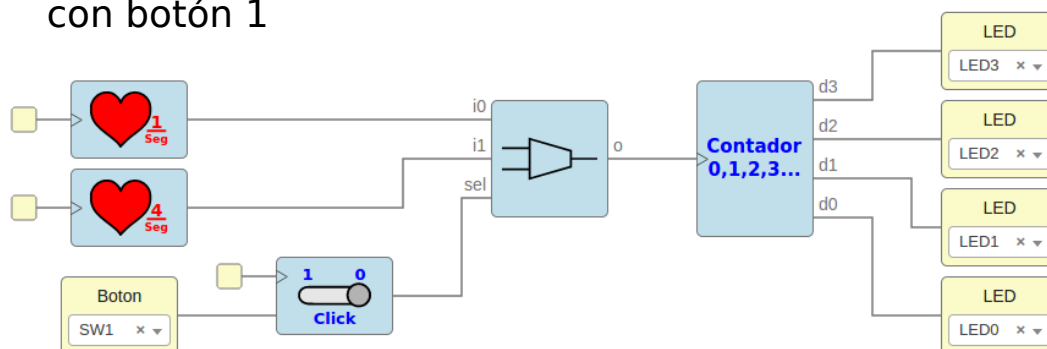 con botón 1
1
Seg
i0
i1
sel
o
4
Seg
Boton
SW1 ×
1 0
Click
Contador
0,1,2,3...
d3
d2
d1
d0
LED
LED3 ×
LED
LED2 ×
LED
LED1 ×
LED
LED0 ×